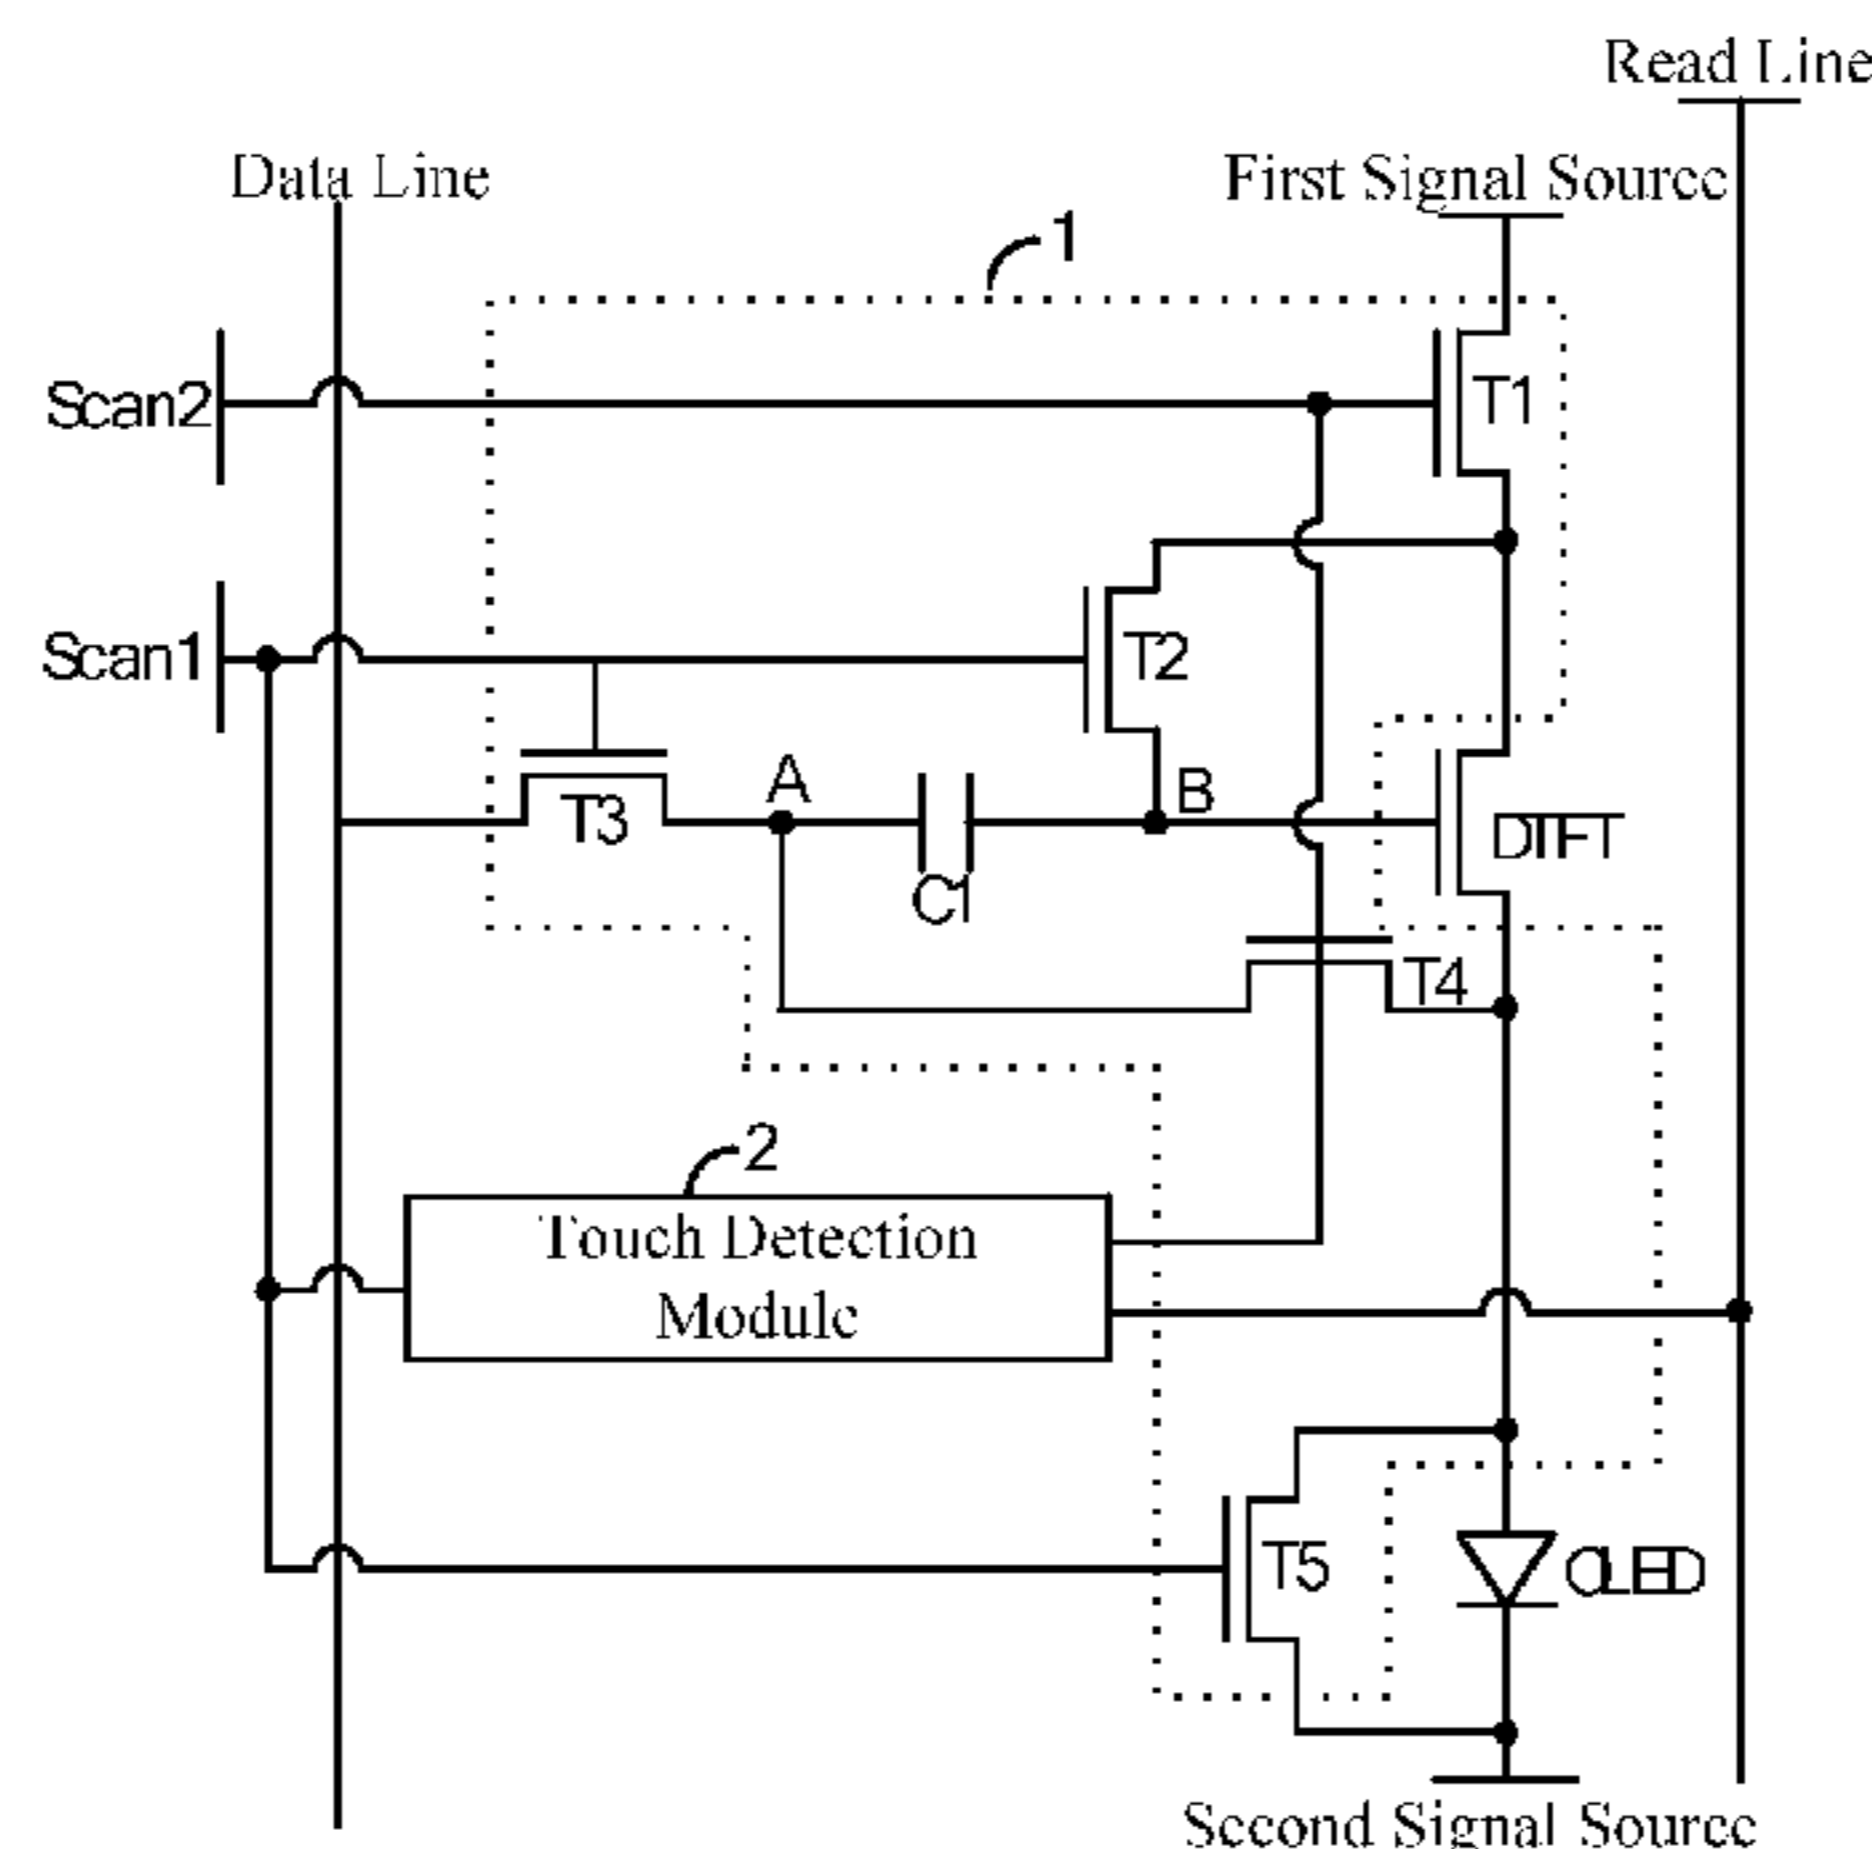 Read Line
Data Line
First Signal Source
1
Scan2
T1
Scan1
T2
A
B
T3
DTFT
C1
T4
2
Touch Detection
Module
T5
OLED
Second Signal Source